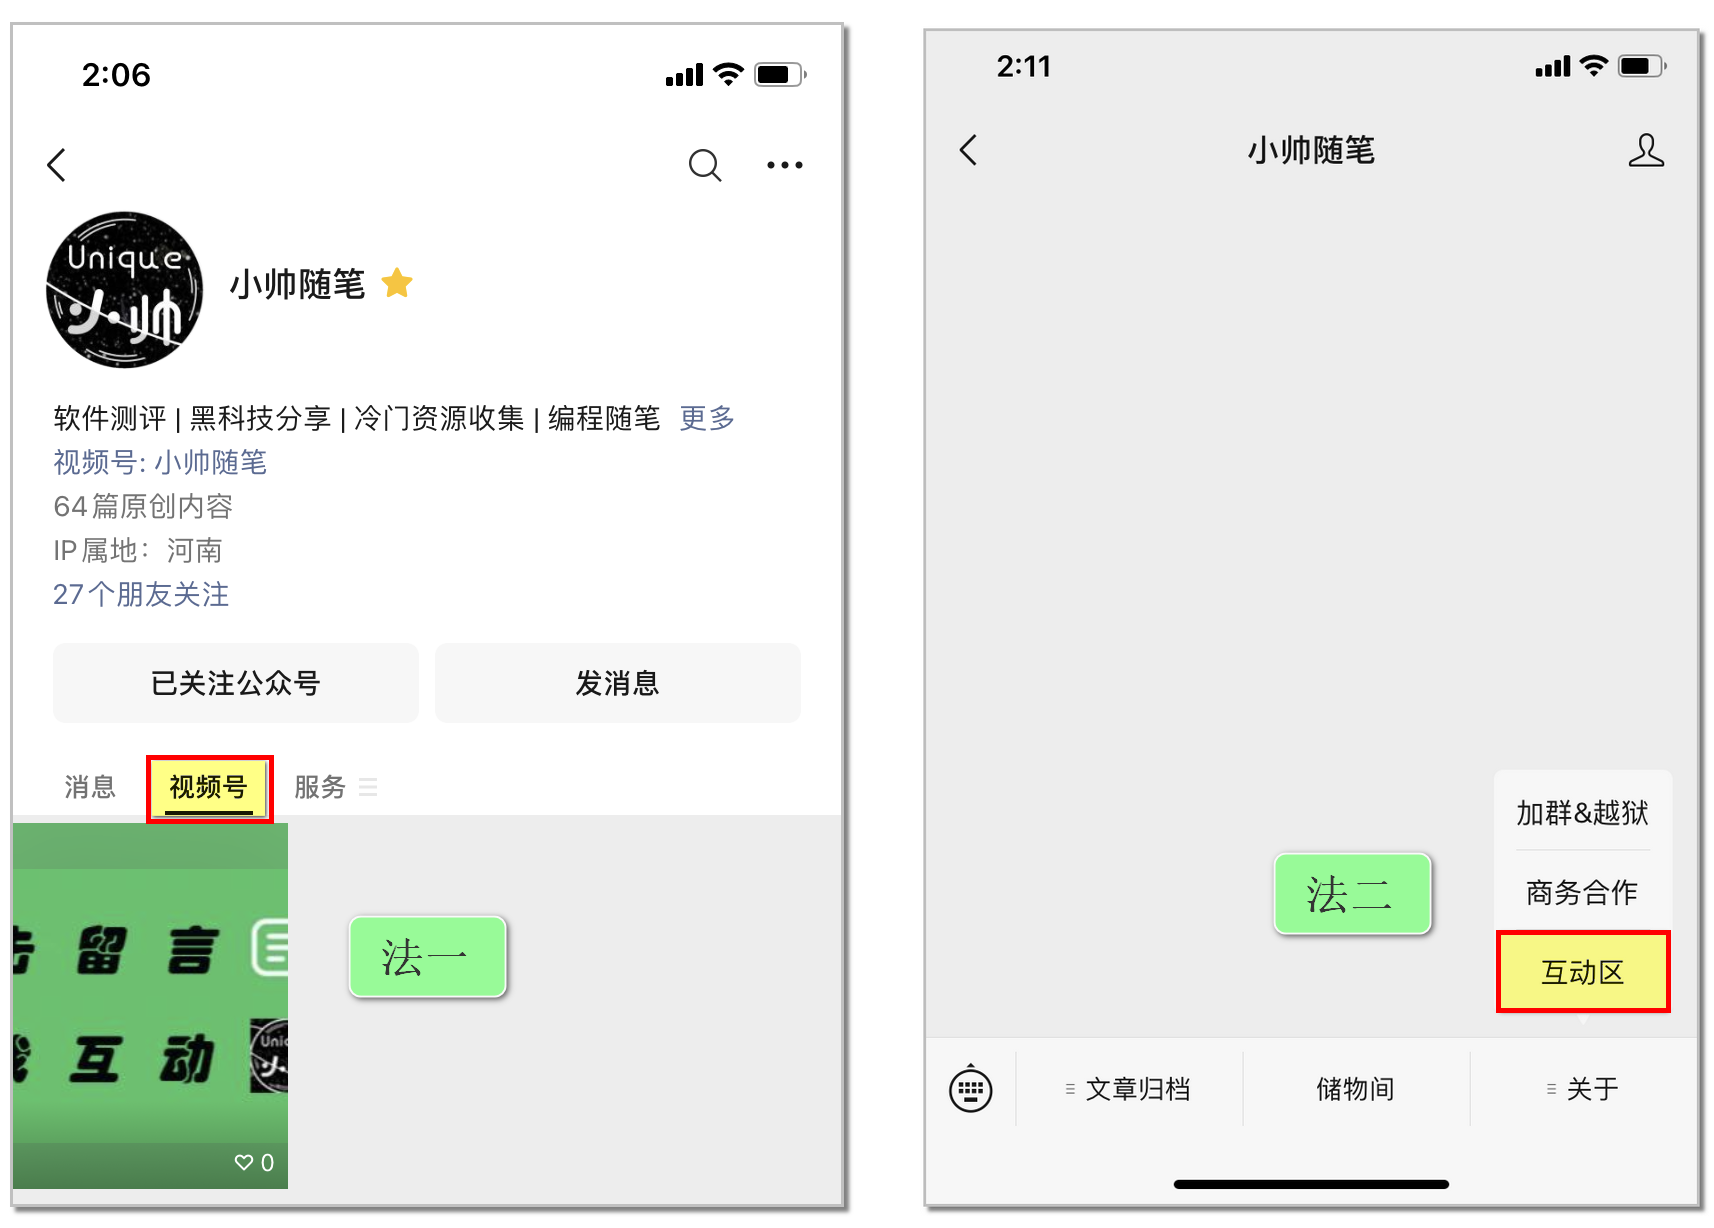 2:06
Unique
小帅
小帅随笔
软件测评 | 黑科技分享 | 冷门资源收集 | 编程随笔 更多
视频号: 小帅随笔
64篇原创内容
IP属地：河南
27个朋友关注
已关注公众号 发消息
消息 视频号 服务
留言
互动
0
法一
2:11
小帅随笔
法二
加群&越狱
商务合作
互动区
文章归档 储物间 关于